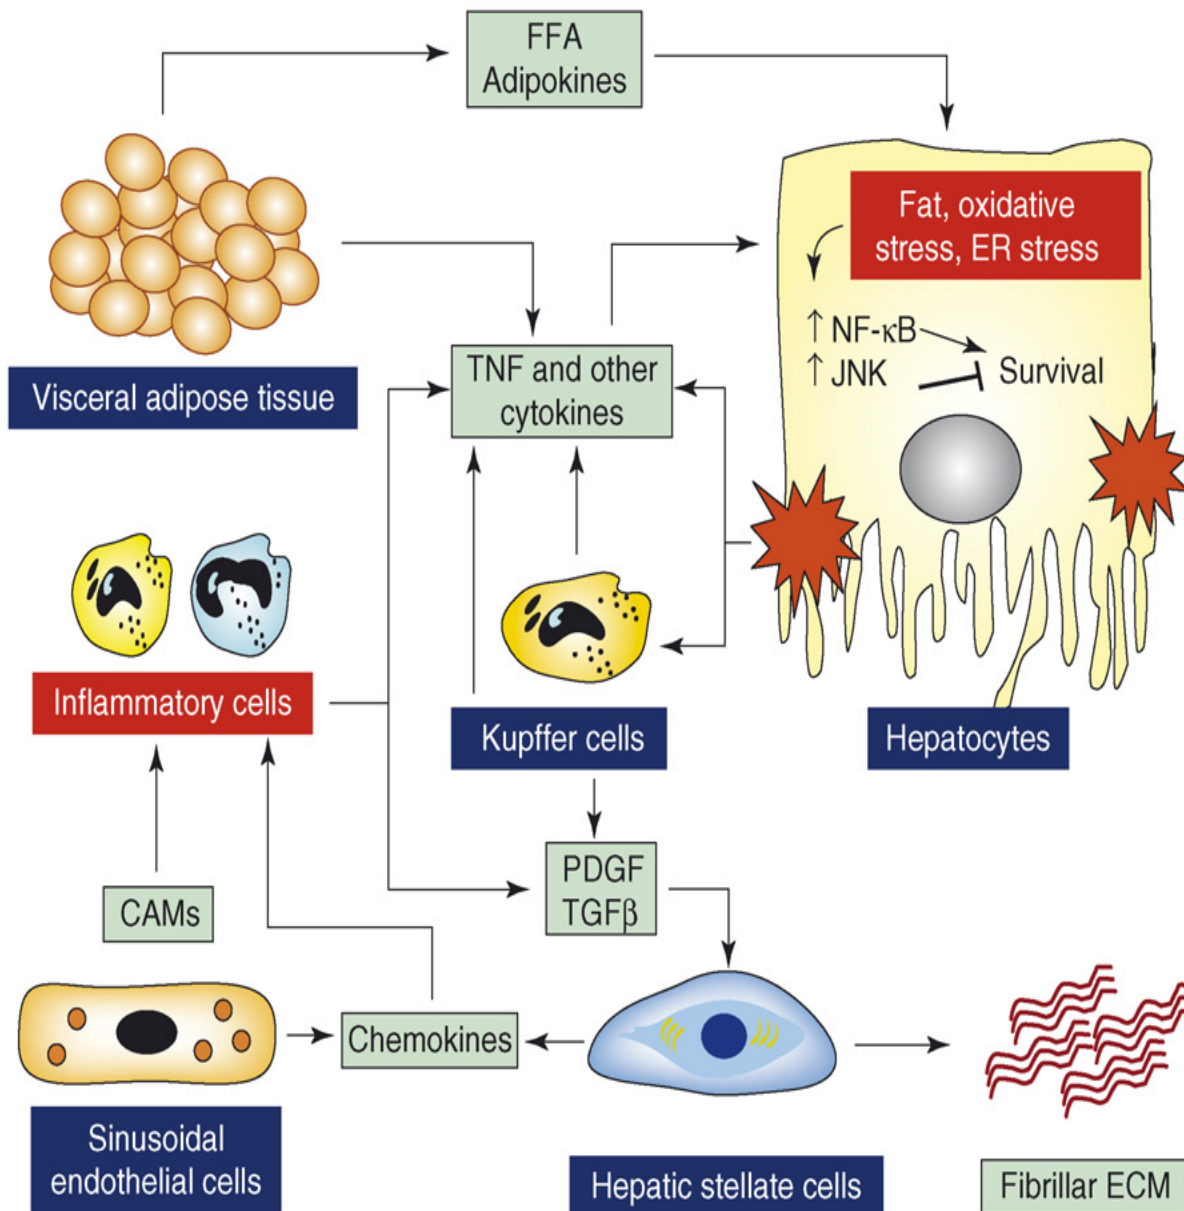 FFA
Adipokines
Fat, oxidative
stress, ER stress
↑ NF-κB
↑ JNK
Survival
TNF and other
cytokines
Visceral adipose tissue
Inflammatory cells
Kupffer cells
Hepatocytes
PDGF
TGFβ
CAMs
Chemokines
Sinusoidal
endothelial cells
Hepatic stellate cells
Fibrillar ECM